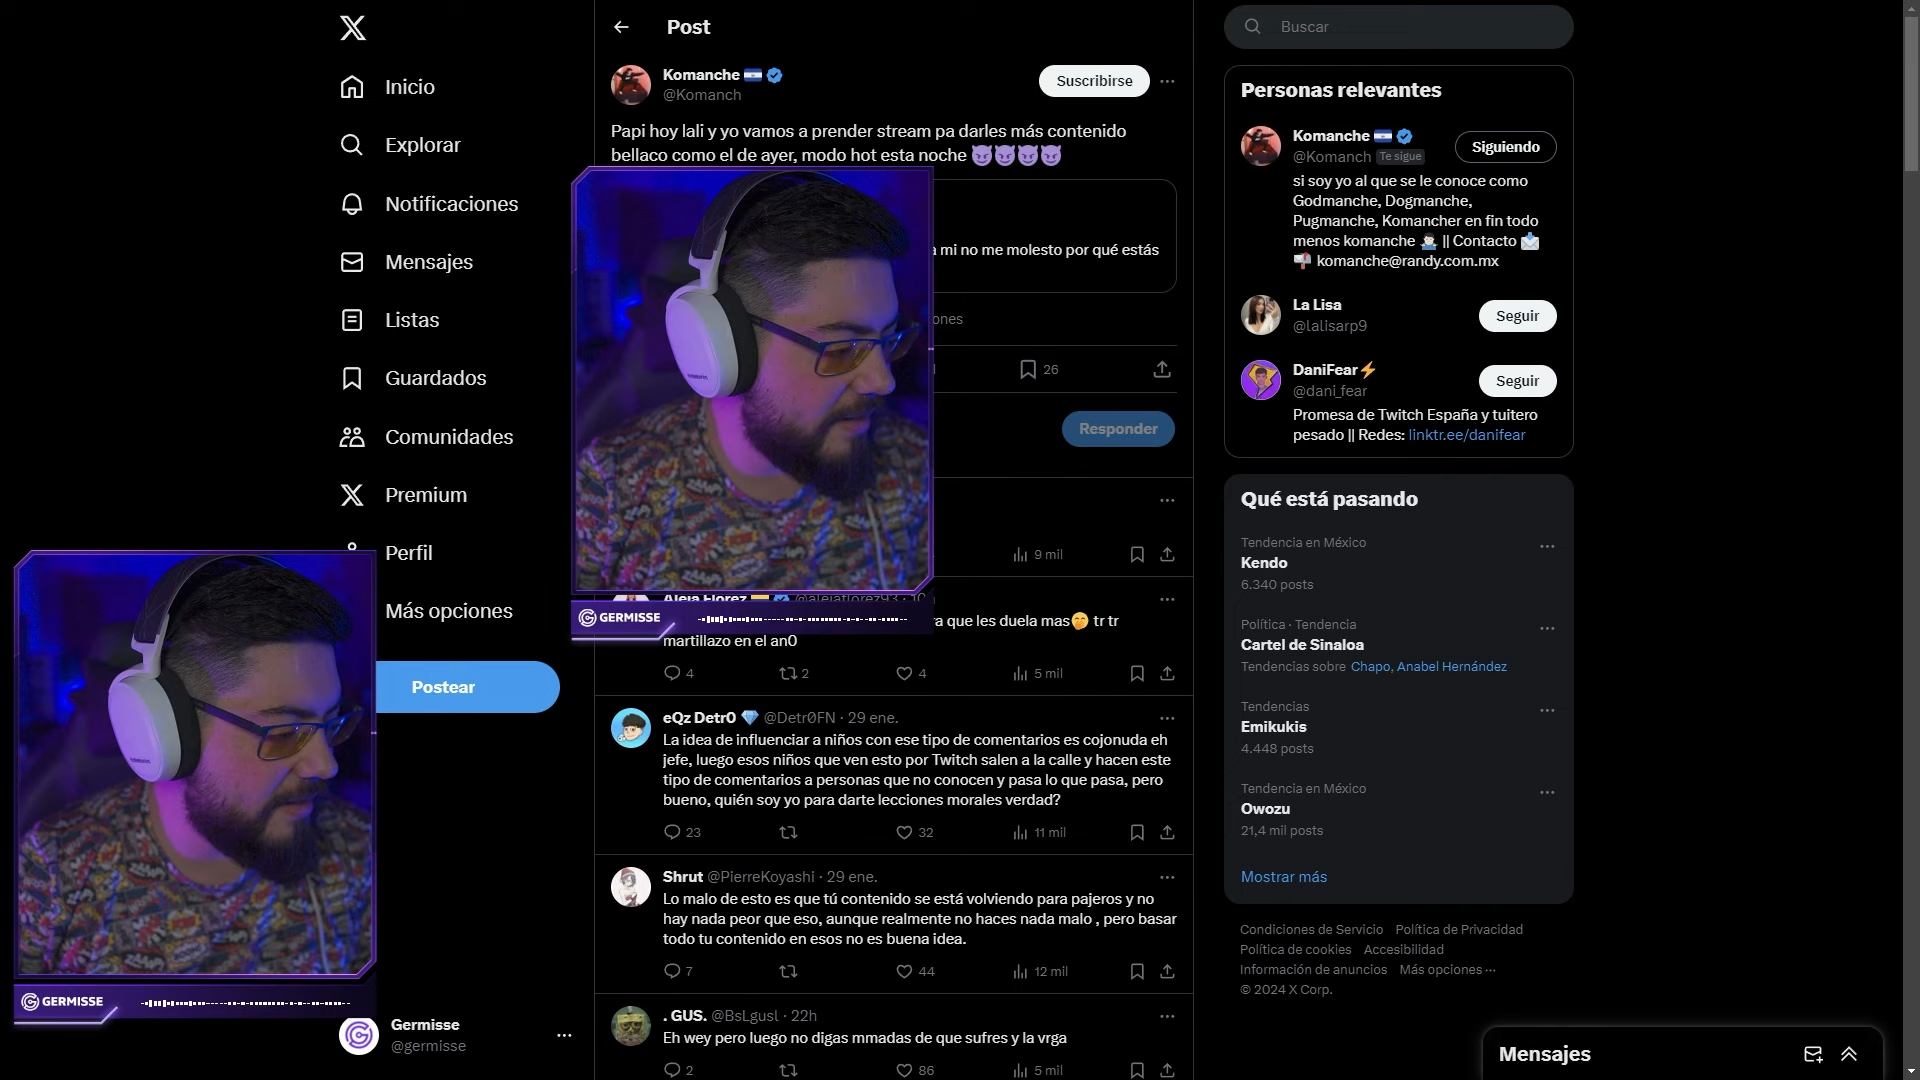 Inicio
Explorar
Notificaciones
Mensajes
Listas
Guardados
Comunidades
Premium
Perfil
Más opciones
Postear
GERMISSE
Germisse
@germisse
Post
Komanche
@Komanch
Suscribirse
Papi hoy lali y yo vamos a prender stream pa darles más contenido
bellaco como el de ayer, modo hot esta noche
a mi no me molesto por qué estás
26
Responder
9 mil
GERMISSE
Aleja Florez @alejaflorez93
que les duela mas tr tr
martillazo en el an0
4 2 4 5 mil
eQz Detr0 @Detr0FN · 29 ene.
La idea de influenciar a niños con ese tipo de comentarios es cojonuda eh
jefe, luego esos niños que ven esto por Twitch salen a la calle y hacen este
tipo de comentarios a personas que no conocen y pasa lo que pasa, pero
bueno, quién soy yo para darte lecciones morales verdad?
23 32 11 mil
Shrut @PierreKoyashi · 29 ene.
Lo malo de esto es que tú contenido se está volviendo para pajeros y no
hay nada peor que eso, aunque realmente no haces nada malo , pero basar
todo tu contenido en esos no es buena idea.
7 44 12 mil
. GUS. @BsLgusl · 22h
Eh wey pero luego no digas mmadas de que sufres y la vrga
2 86 5 mil
Buscar
Personas relevantes
Komanche
@Komanch Te sigue
Siguiendo
si soy yo al que se le conoce como
Godmanche, Dogmanche,
Pugmanche, Komancher en fin todo
menos komanche || Contacto
komanche@randy.com.mx
La Lisa
@lalisarp9
Seguir
DaniFear
@dani_fear
Seguir
Promesa de Twitch España y tuitero
pesado || Redes: linktr.ee/danifear
Qué está pasando
Tendencia en México
Kendo
6.340 posts
Política · Tendencia
Cartel de Sinaloa
Tendencias sobre Chapo, Anabel Hernández
Tendencias
Emikukis
4.448 posts
Tendencia en México
Owozu
21,4 mil posts
Mostrar más
Condiciones de Servicio Política de Privacidad
Política de cookies Accesibilidad
Información de anuncios Más opciones ···
© 2024 X Corp.
Mensajes